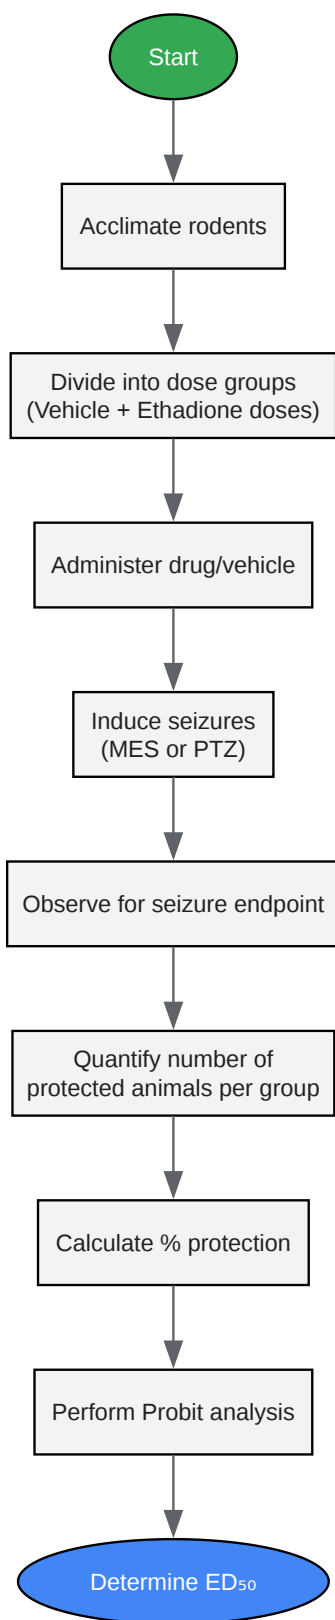 Start
Acclimate rodents
Divide into dose groups
(Vehicle + Ethadione doses)
Administer drug/vehicle
Induce seizures
(MES or PTZ)
Observe for seizure endpoint
Quantify number of
protected animals per group
Calculate % protection
Perform Probit analysis
Determine ED₅₀